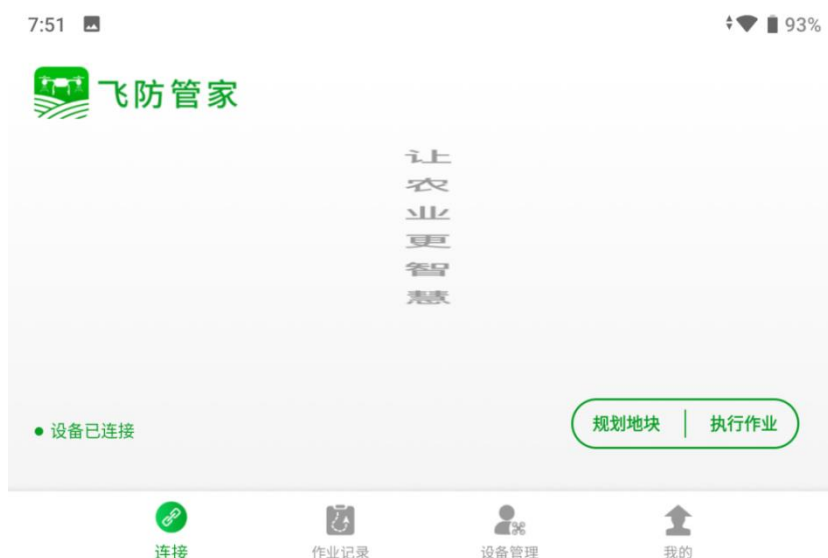 7:51
93%
飞防管家
让
农
业
更
智
慧
设备已连接
规划地块
执行作业
连接
作业记录
设备管理
我的